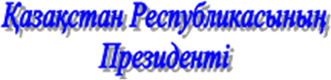 Қазақстан Республикасының
Президенті